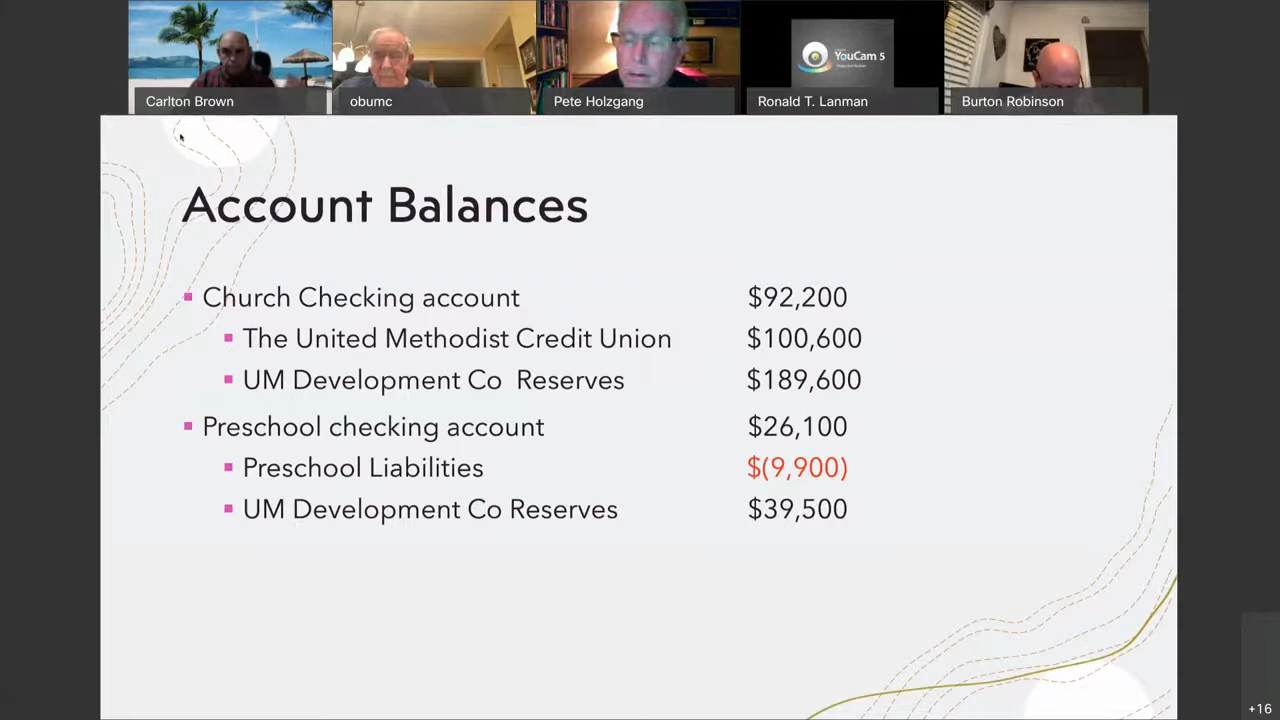 YouCam 5
Carlton Brown
obumc
Pete Holzgang
Ronald T. Lanman
Burton Robinson
Account Balances
Church Checking account $92,200
The United Methodist Credit Union $100,600
UM Development Co Reserves $189,600
Preschool checking account $26,100
Preschool Liabilities $(9,900)
UM Development Co Reserves $39,500
+16